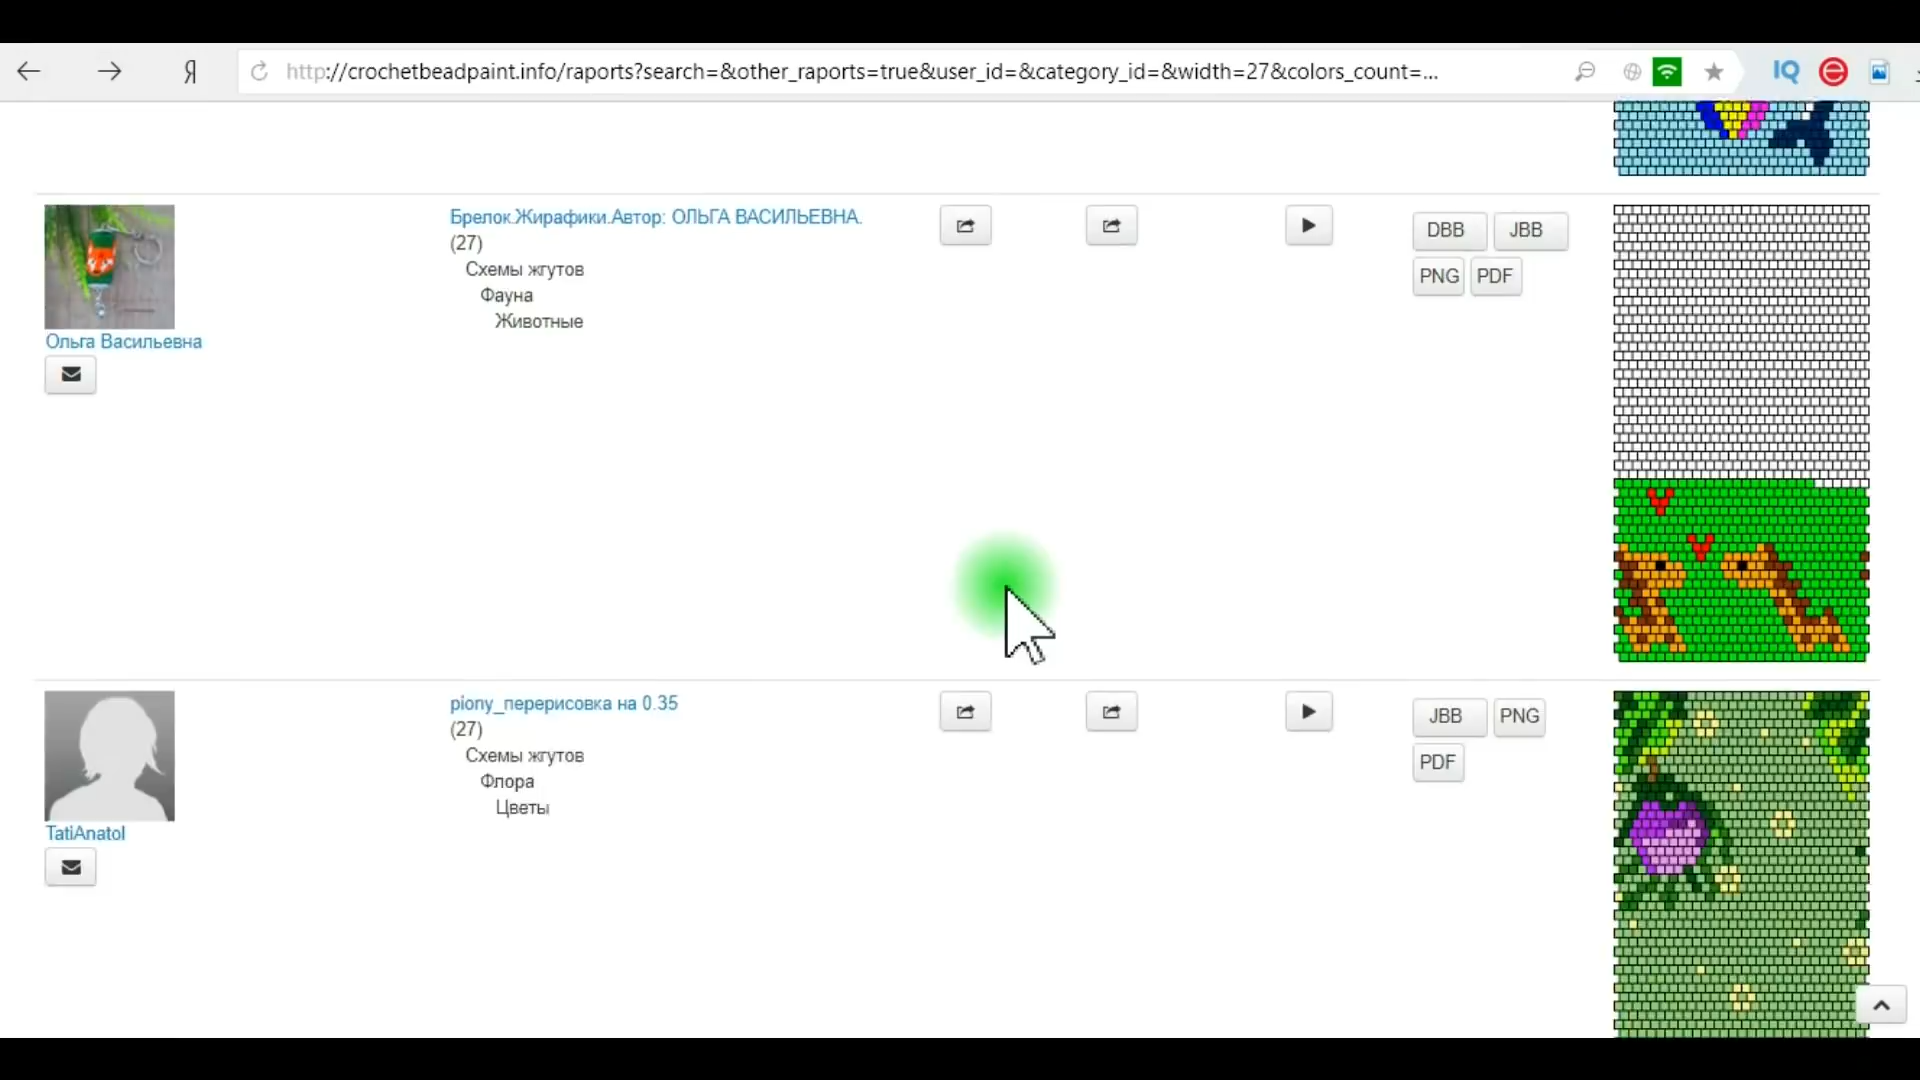 Я
http://crochetbeadpaint.info/raports?search=&other_raports=true&user_id=&category_id=&width=27&colors_count=...
IQ
Брелок.Жирафики.Автор: ОЛЬГА ВАСИЛЬЕВНА.
(27)
Схемы жгутов
Фауна
Животные
DBB
JBB
PNG
PDF
Ольга Васильевна
piony_перерисовка на 0.35
(27)
Схемы жгутов
Флора
Цветы
JBB
PNG
PDF
TatiAnatol